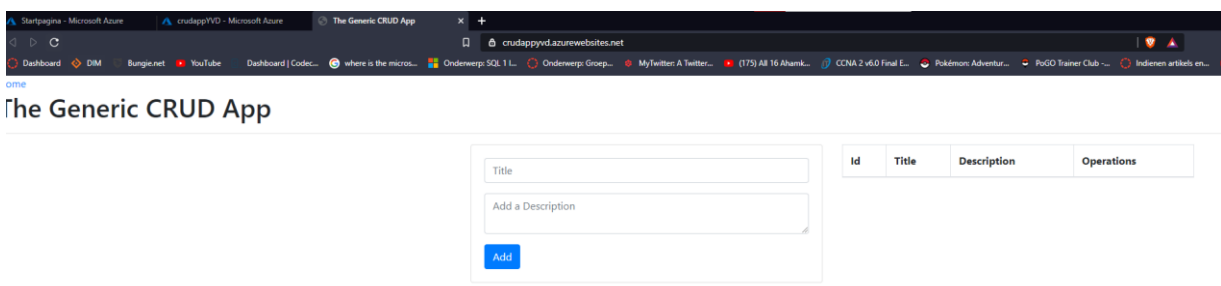 Startpagina - Microsoft Azure crudappYVD - Microsoft Azure The Generic CRUD App
crudappyvd.azurewebsites.net
Dashboard DIM Bungie.net YouTube Dashboard | Codec... where is the micros... Onderwerp: SQL 1 l... Onderwerp: Groep... MyTwitter: A Twitter... (175) All 16 Ahamk... CCNA 2 v6.0 Final E... Pokémon: Adventur... PoGO Trainer Club -... Indienen artikels en...
ome
The Generic CRUD App
Title
Add a Description
Add
Id Title Description Operations